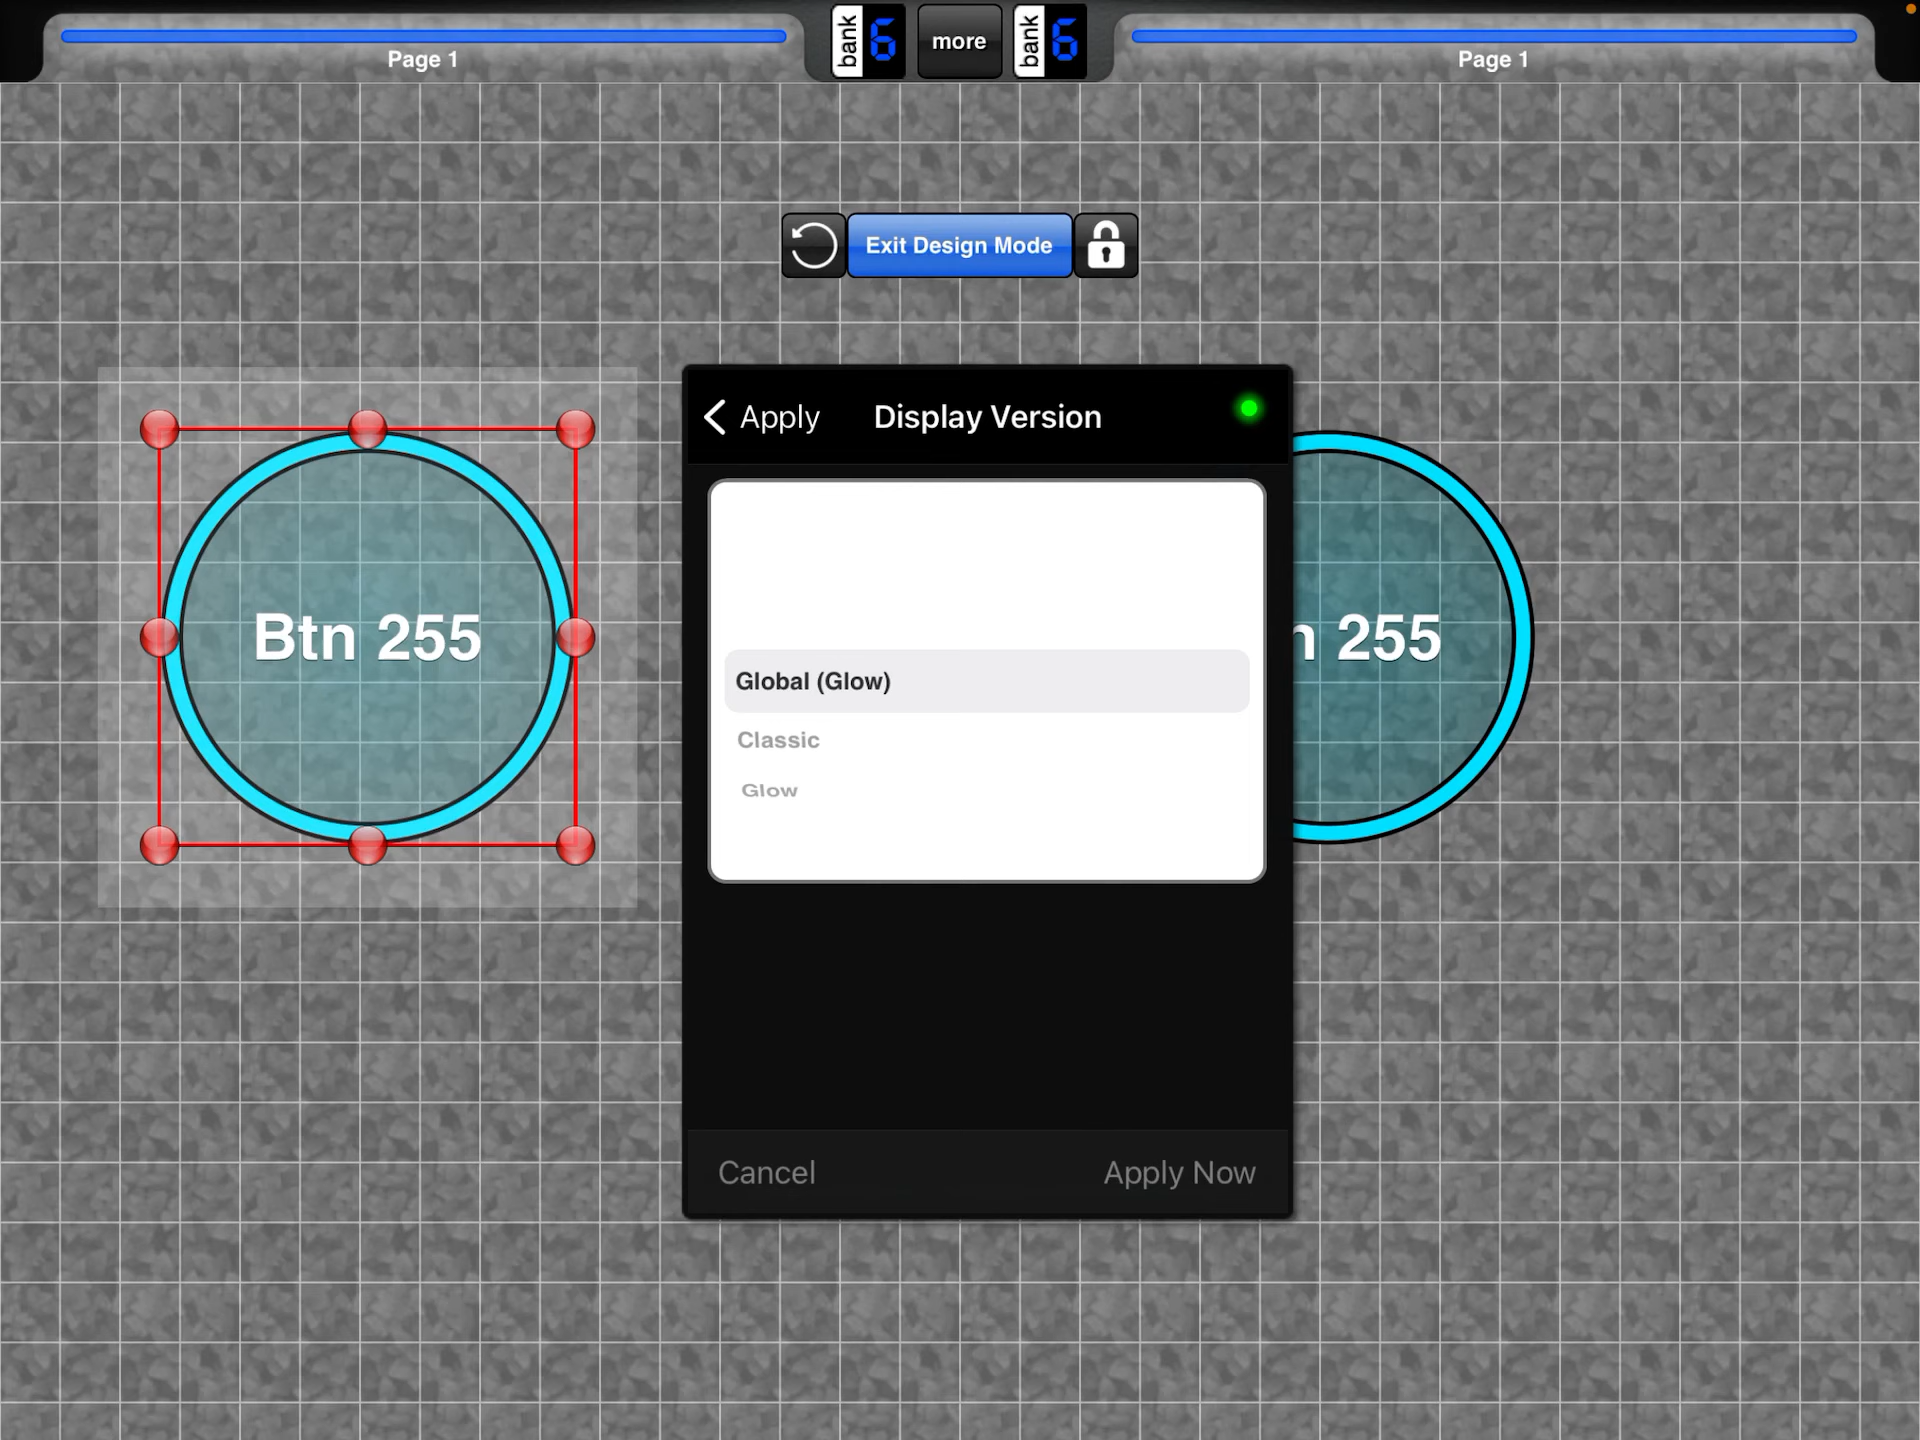 Page 1
bank 6
more
bank 6
Page 1
Exit Design Mode
Apply
Display Version
Btn 255
n 255
Global (Glow)
Classic
Glow
Cancel
Apply Now